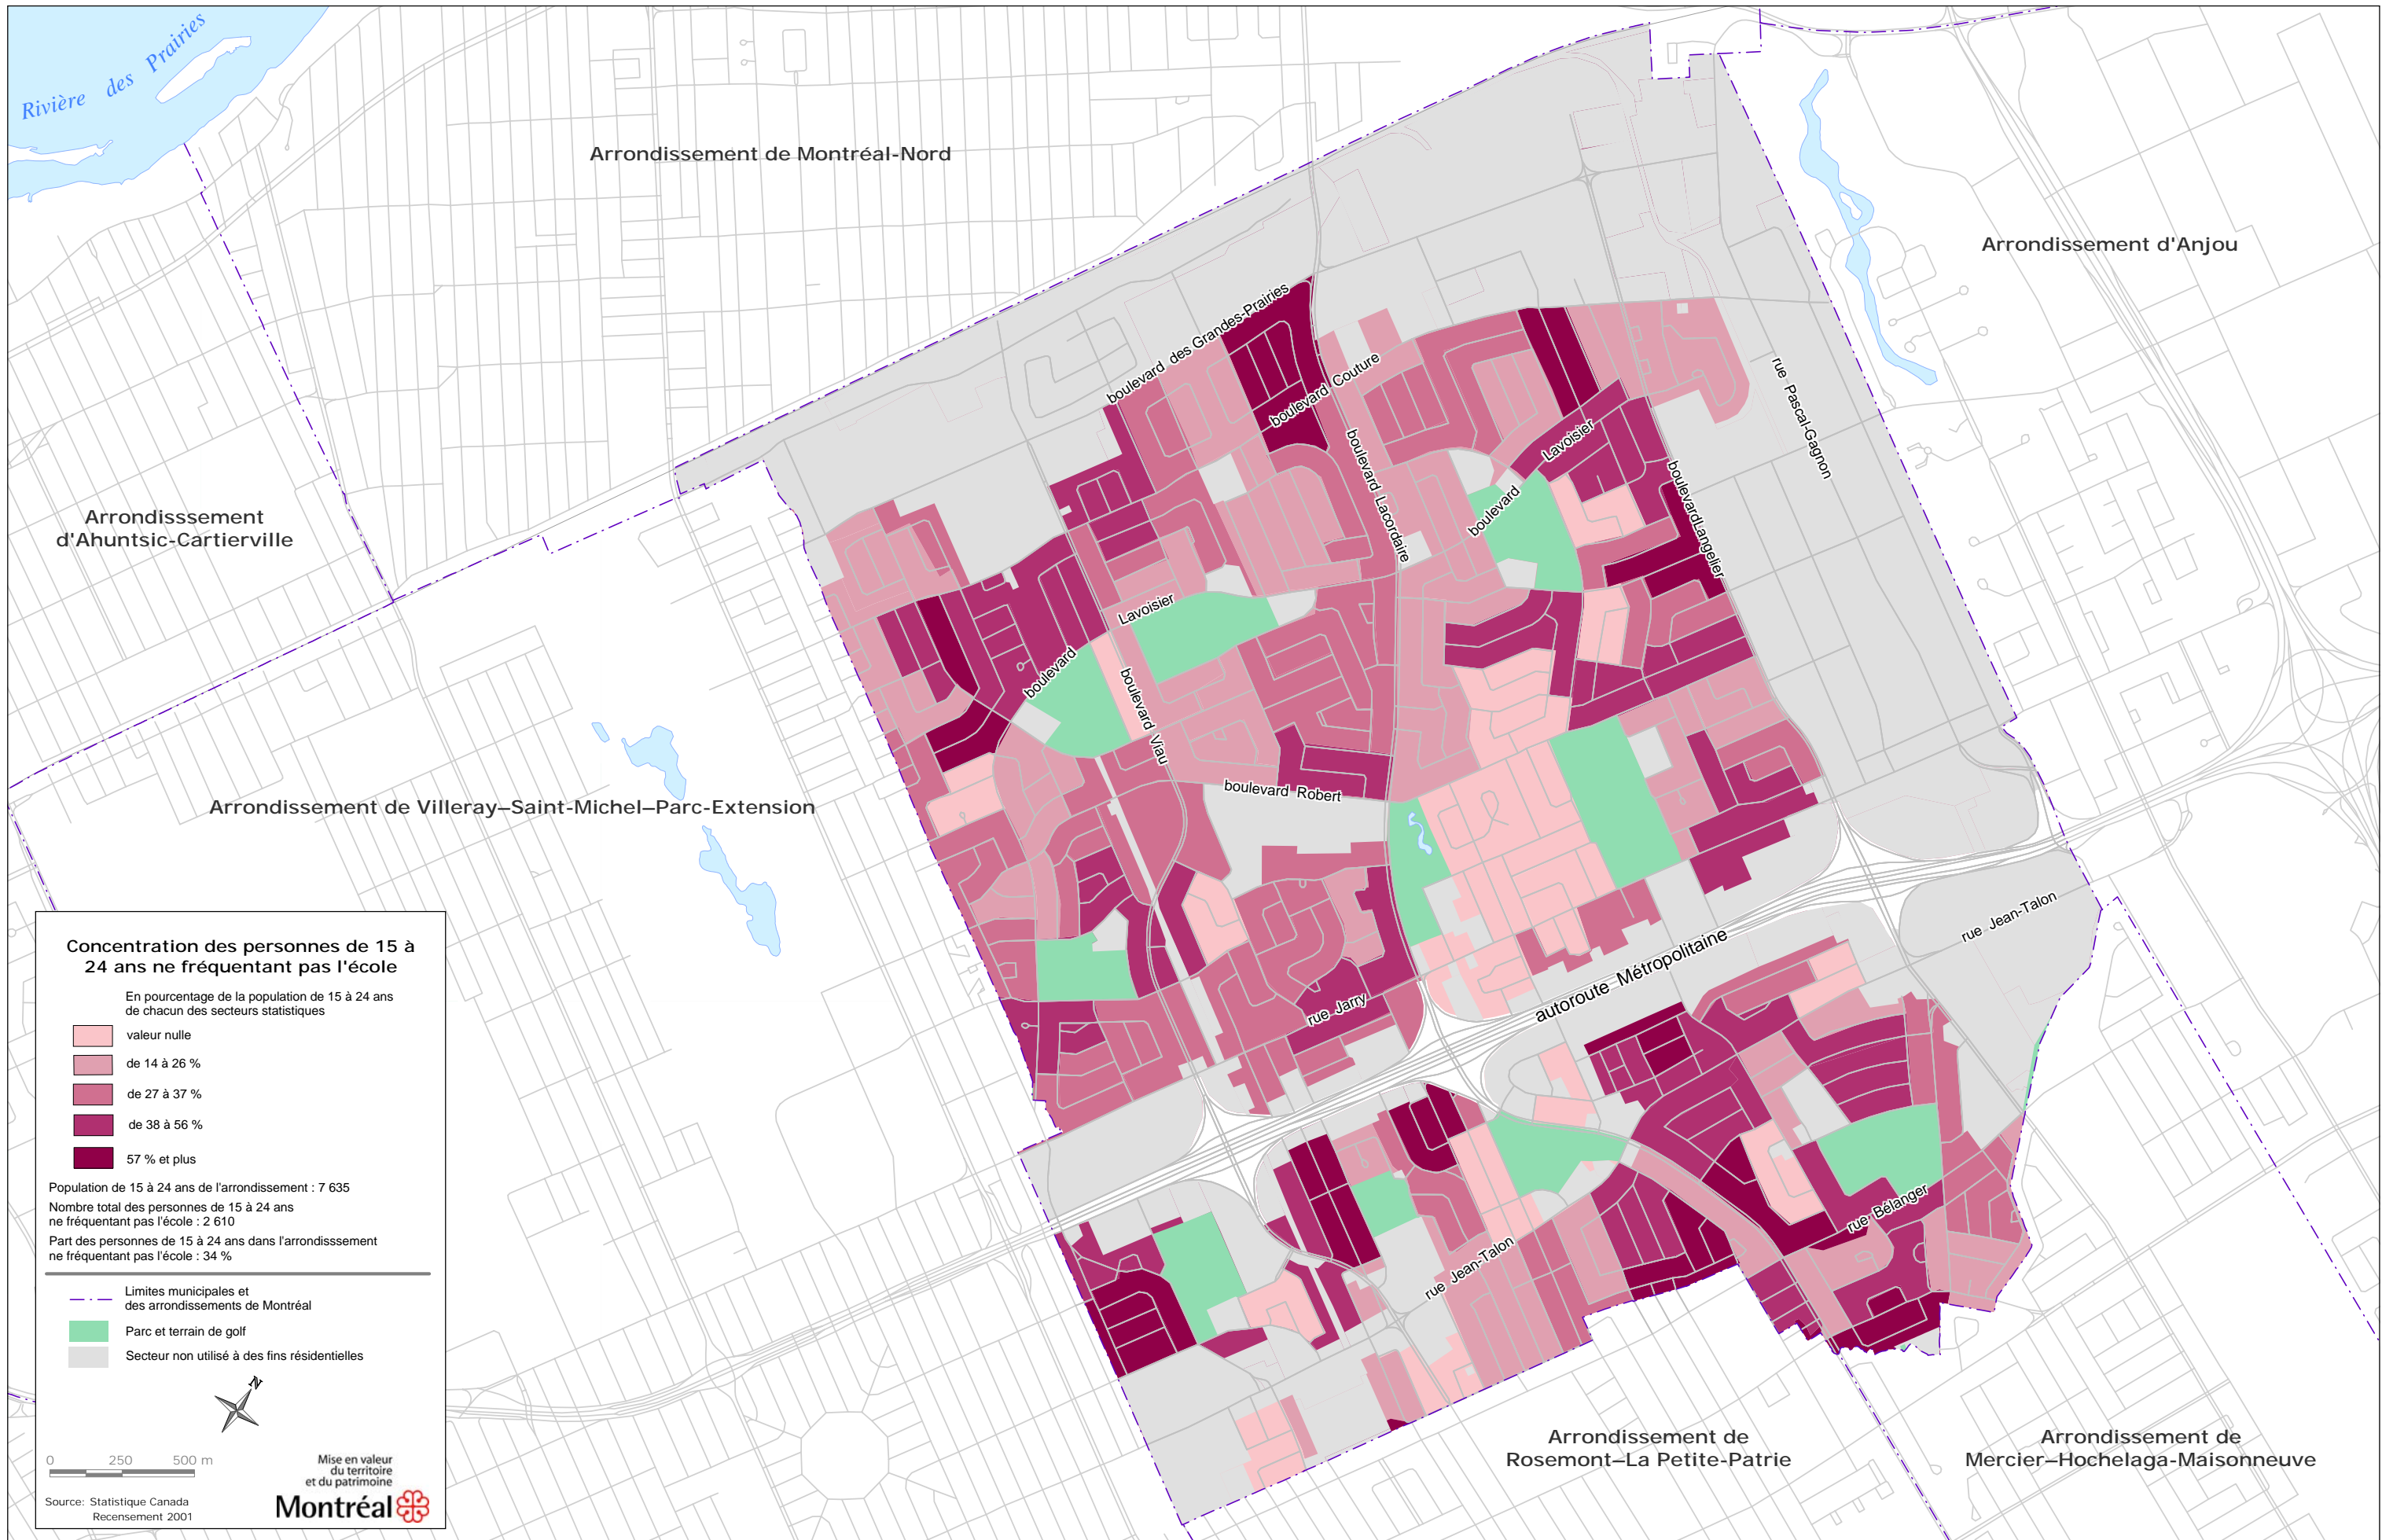 Rivière des Prairies
Arrondissement de Montréal-Nord
Arrondissement d'Anjou
Arrondisssement
d'Ahuntsic-Cartierville
Arrondissement de Villeray–Saint-Michel–Parc-Extension
boulevard des Grandes-Prairies
boulevard Couture
boulevard Lacordaire
Lavoisier
boulevard
rue Pascal-Gagnon
boulevardLangelier
Lavoisier
boulevard
boulevard Viau
boulevard Robert
rue Jarry
autoroute Métropolitaine
rue Jean-Talon
rue Bélanger
rue Jean-Talon
Arrondissement de
Rosemont–La Petite-Patrie
Arrondissement de
Mercier–Hochelaga-Maisonneuve
Concentration des personnes de 15 à
24 ans ne fréquentant pas l'école
En pourcentage de la population de 15 à 24 ans
de chacun des secteurs statistiques
valeur nulle
de 14 à 26 %
de 27 à 37 %
de 38 à 56 %
57 % et plus
Population de 15 à 24 ans de l'arrondissement : 7 635
Nombre total des personnes de 15 à 24 ans
ne fréquentant pas l'école : 2 610
Part des personnes de 15 à 24 ans dans l'arrondisssement
ne fréquentant pas l'école : 34 %
Limites municipales et
des arrondissements de Montréal
Parc et terrain de golf
Secteur non utilisé à des fins résidentielles
N
0 250 500 m
Mise en valeur
du territoire
et du patrimoine
Montréal
Source: Statistique Canada
Recensement 2001